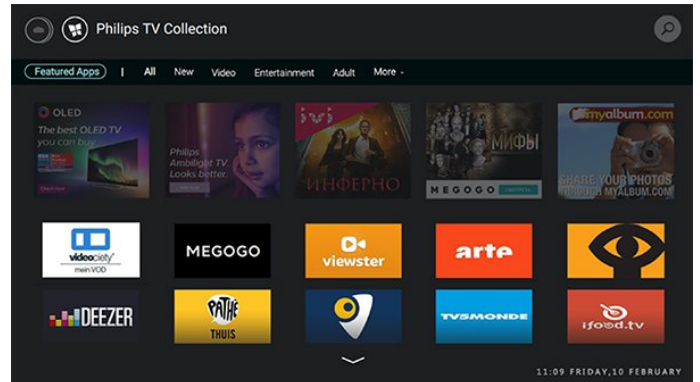 Philips TV Collection
Featured Apps | All New Video Entertainment Adult More
OLED
The best OLED TV
you can buy
Philips
Ambilight TV.
Looks better.
ivi
ИНФЕРНО
МИФЫ
MEGOGO
myalbum.com
SHARE YOUR PHOTOS
THROUGH MYALBUM.COM
videociety
mein VOD
MEGOGO
viewster
arte
DEEZER
PATHÉ
THUIS
TV5MONDE
ifood.tv
11:09 FRIDAY,10 FEBRUARY